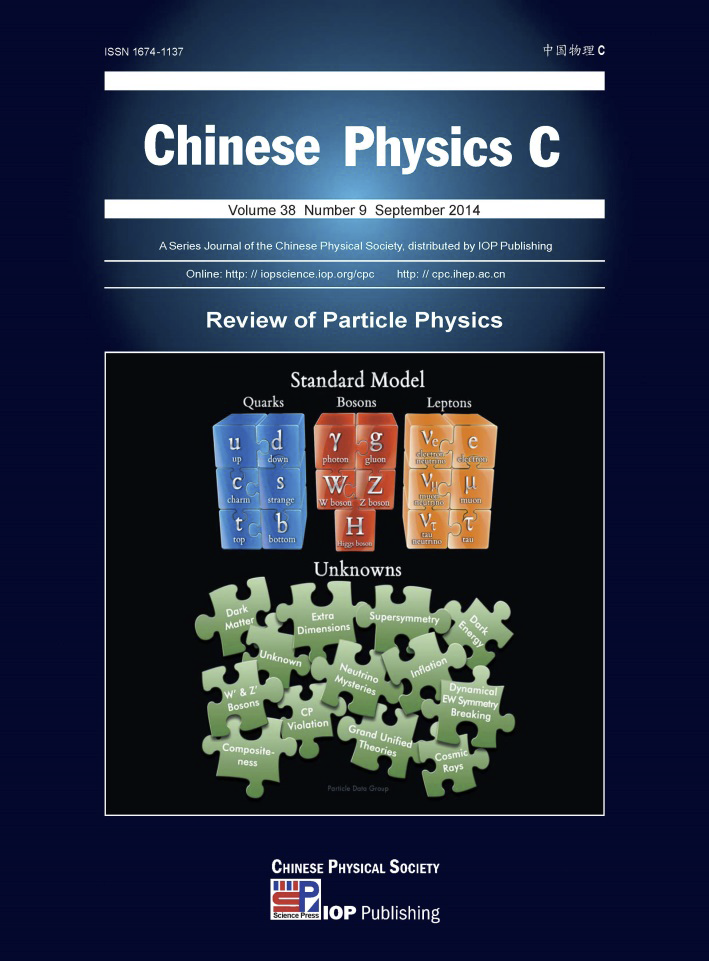 ISSN 1674-1137
中国物理 C
Chinese Physics C
Volume 38 Number 9 September 2014
A Series Journal of the Chinese Physical Society, distributed by IOP Publishing
Online: http: // iopscience.iop.org/cpc http: // cpc.ihep.ac.cn
Review of Particle Physics
Standard Model
Quarks Bosons Leptons
u d γ g νe e
up down photon gluon electron neutrino electron
c s W Z νμ μ
charm strange W boson Z boson muon neutrino muon
t b H ντ τ
top bottom Higgs boson tau neutrino tau
Unknowns
Dark
Matter
Extra
Dimensions
Supersymmetry
Dark
Energy
Unknown
Neutrino
Mysteries
Inflation
W' & Z'
Bosons
CP
Violation
Dynamical
EW Symmetry
Breaking
Composite-
ness
Grand Unified
Theories
Cosmic
Rays
Particle Data Group
CHINESE PHYSICAL SOCIETY
Science Press
IOP Publishing